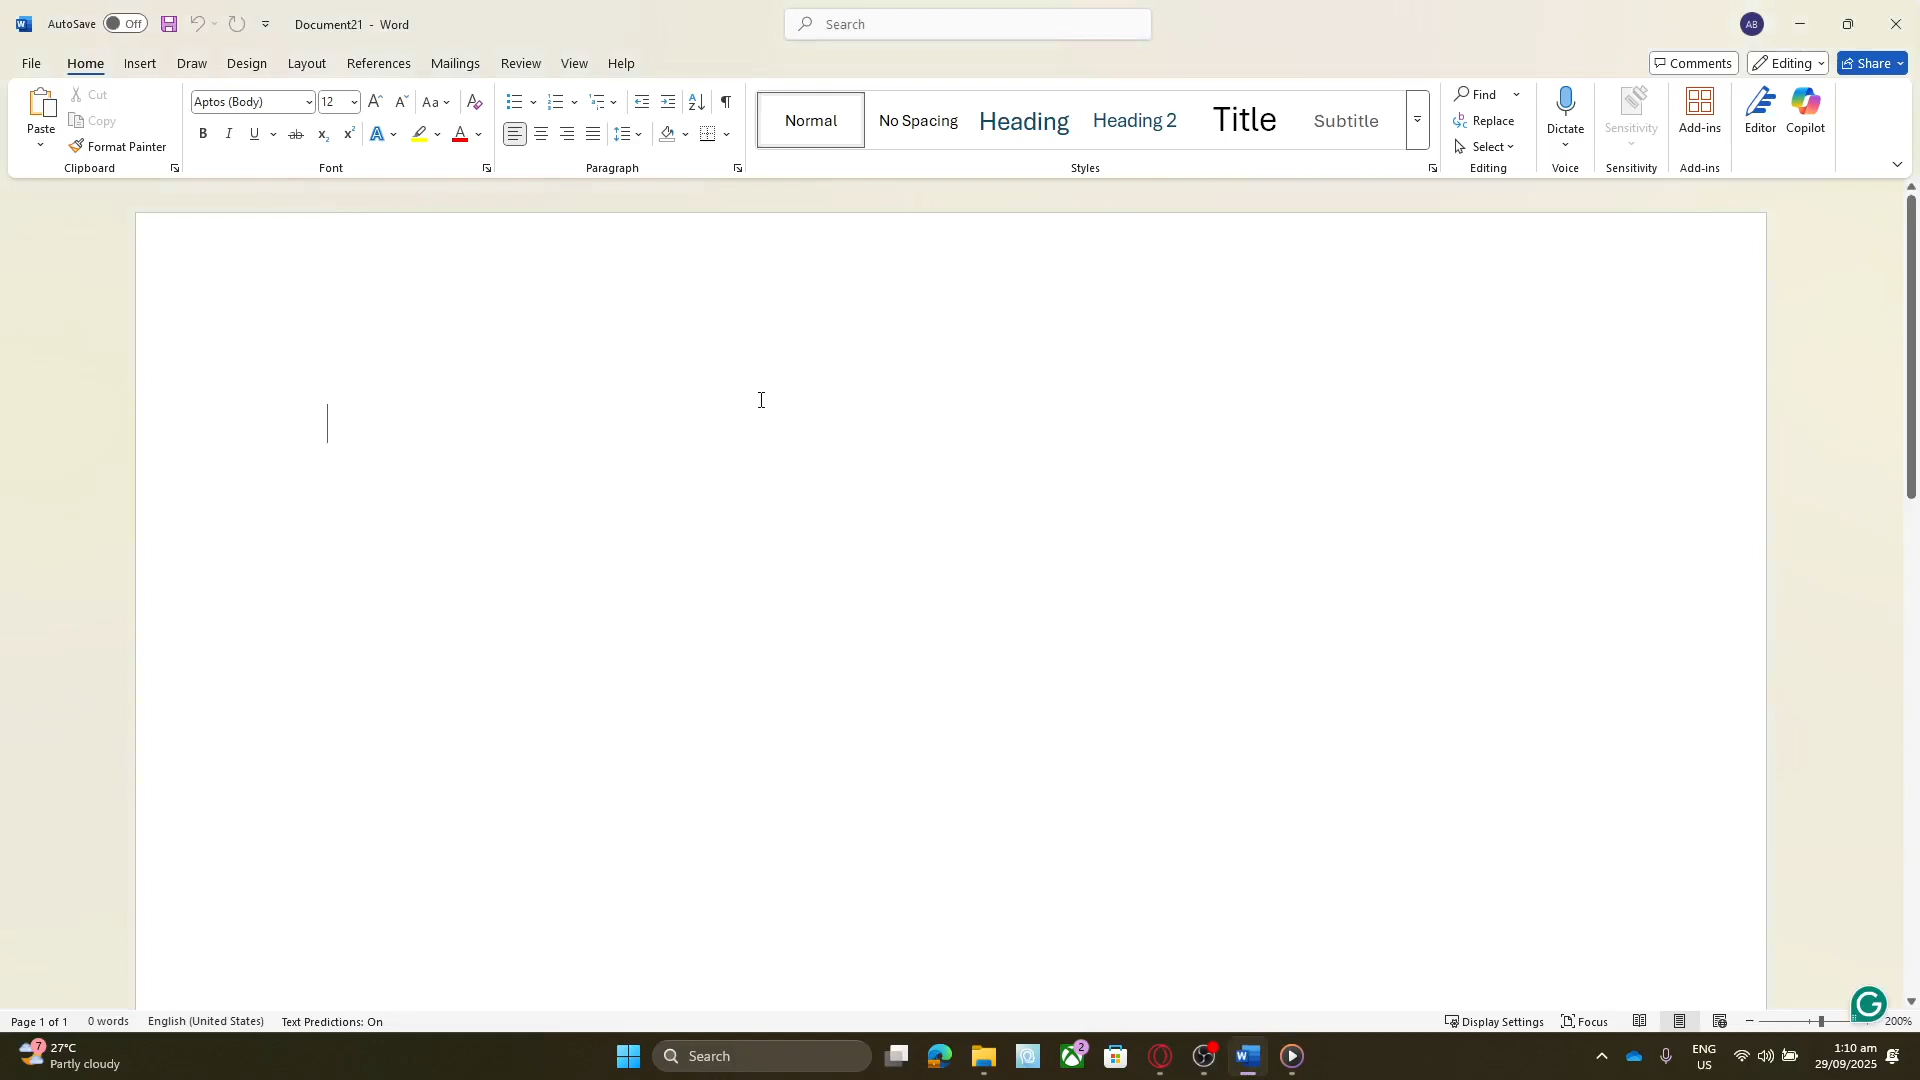 AutoSave Off Document21 - Word Search AB
File Home Insert Draw Design Layout References Mailings Review View Help Comments Editing Share
Paste Cut Copy Format Painter Clipboard
Aptos (Body) 12 Aa Font
Paragraph
Normal No Spacing Heading Heading 2 Title Subtitle Styles
Find Replace Select Editing
Dictate Voice
Sensitivity Sensitivity
Add-ins Add-ins
Editor Copilot
Page 1 of 1 0 words English (United States) Text Predictions: On Display Settings Focus 200%
7 27°C
Partly cloudy
Search
2
ENG
US
1:10 am
29/09/2025